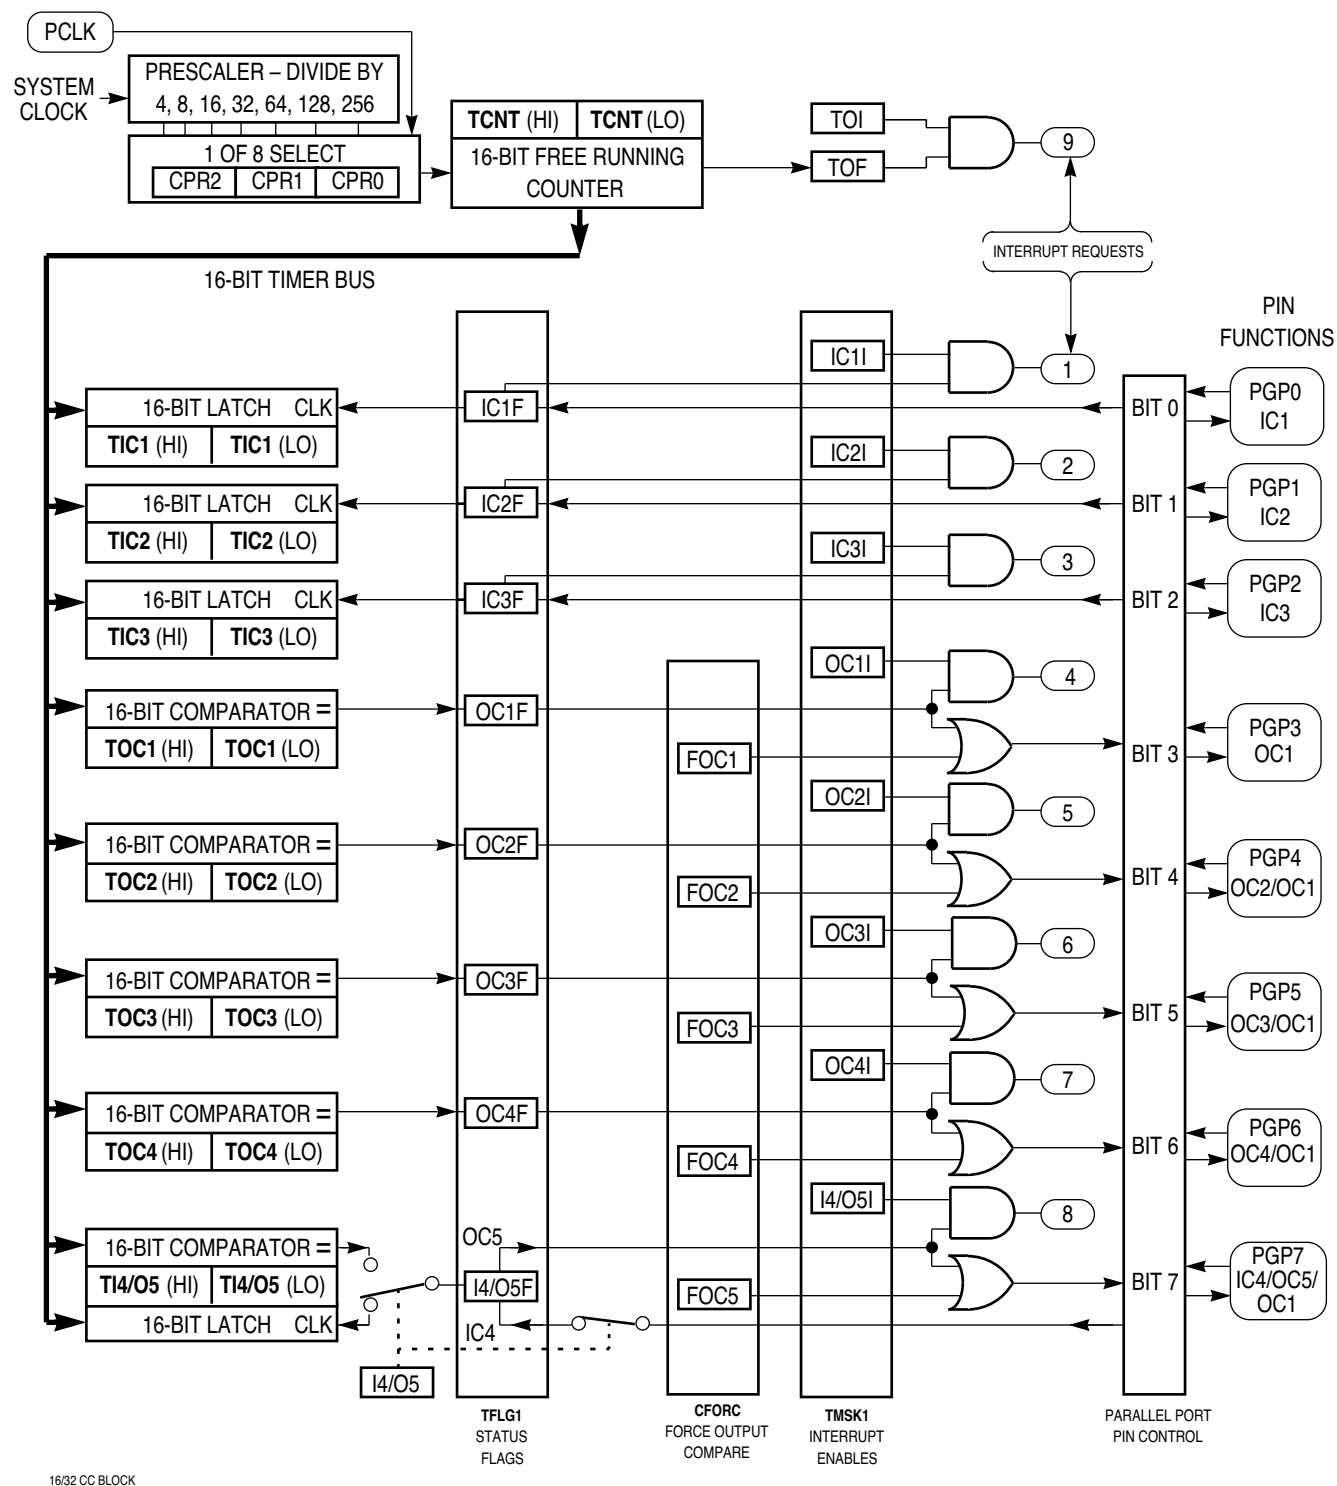 PCLK
SYSTEM
CLOCK
PRESCALER – DIVIDE BY
4, 8, 16, 32, 64, 128, 256
1 OF 8 SELECT
CPR2 CPR1 CPR0
TCNT (HI) TCNT (LO)
16-BIT FREE RUNNING
COUNTER
TOI
TOF
9
INTERRUPT REQUESTS
16-BIT TIMER BUS
PIN
FUNCTIONS
IC1I
1
16-BIT LATCH CLK
TIC1 (HI) TIC1 (LO)
IC1F
BIT 0
PGP0
IC1
IC2I
2
16-BIT LATCH CLK
TIC2 (HI) TIC2 (LO)
IC2F
BIT 1
PGP1
IC2
IC3I
3
16-BIT LATCH CLK
TIC3 (HI) TIC3 (LO)
IC3F
BIT 2
PGP2
IC3
OC1I
4
16-BIT COMPARATOR =
TOC1 (HI) TOC1 (LO)
OC1F
FOC1
BIT 3
PGP3
OC1
OC2I
5
16-BIT COMPARATOR =
TOC2 (HI) TOC2 (LO)
OC2F
FOC2
BIT 4
PGP4
OC2/OC1
OC3I
6
16-BIT COMPARATOR =
TOC3 (HI) TOC3 (LO)
OC3F
FOC3
BIT 5
PGP5
OC3/OC1
OC4I
7
16-BIT COMPARATOR =
TOC4 (HI) TOC4 (LO)
OC4F
FOC4
BIT 6
PGP6
OC4/OC1
I4/O5I
8
16-BIT COMPARATOR =
TI4/O5 (HI) TI4/O5 (LO)
16-BIT LATCH CLK
OC5
I4/O5F
IC4
FOC5
BIT 7
PGP7
IC4/OC5/
OC1
I4/O5
TFLG1
STATUS
FLAGS
CFORC
FORCE OUTPUT
COMPARE
TMSK1
INTERRUPT
ENABLES
PARALLEL PORT
PIN CONTROL
16/32 CC BLOCK